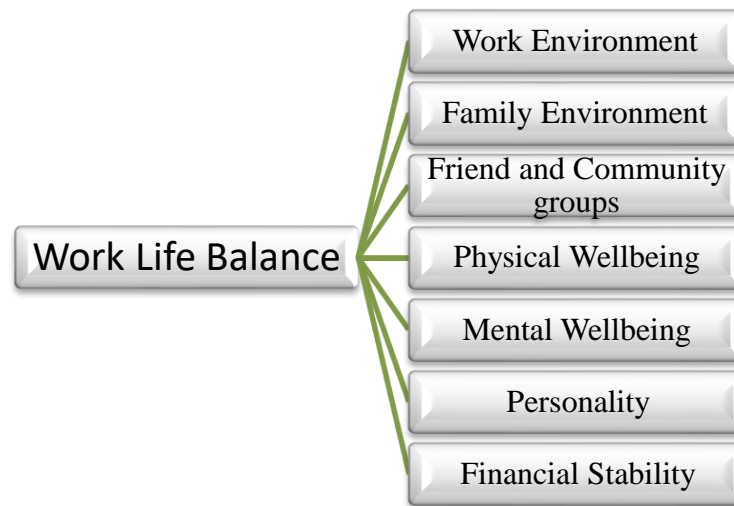 Work Life Balance
Work Environment
Family Environment
Friend and Community
groups
Physical Wellbeing
Mental Wellbeing
Personality
Financial Stability